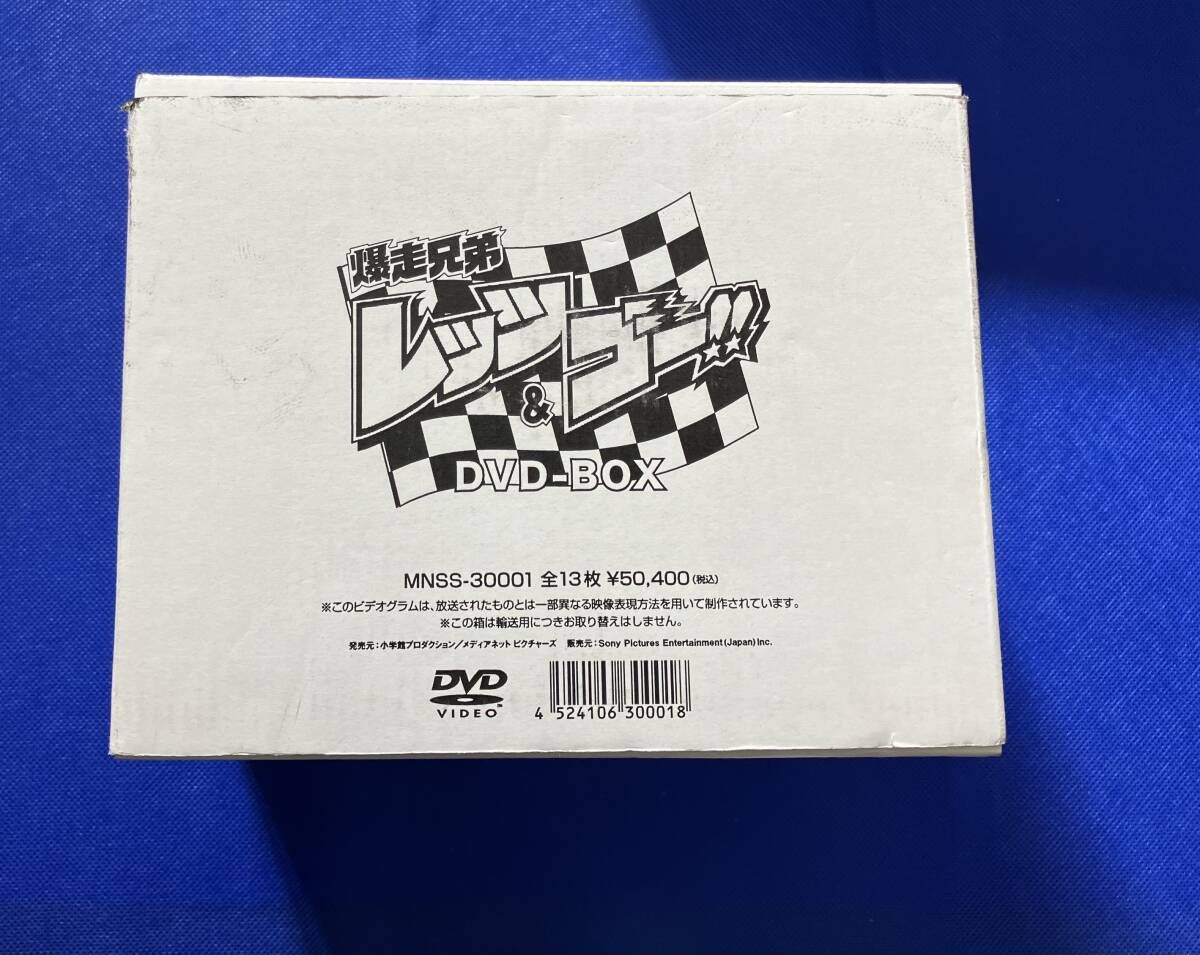 爆走兄弟
レッツ
&
ゴー!!
DVD-BOX
MNSS-30001 全13枚 ¥50,400(税込)
※このビデオグラムは、放送されたものとは一部異なる映像表現方法を用いて制作されています。
※この箱は輸送用につきお取り替えはしません。
発売元:小学館プロダクション/メディアネット ピクチャーズ 販売元:Sony Pictures Entertainment(Japan)Inc.
DVD
VIDEO™
4 524106 300018